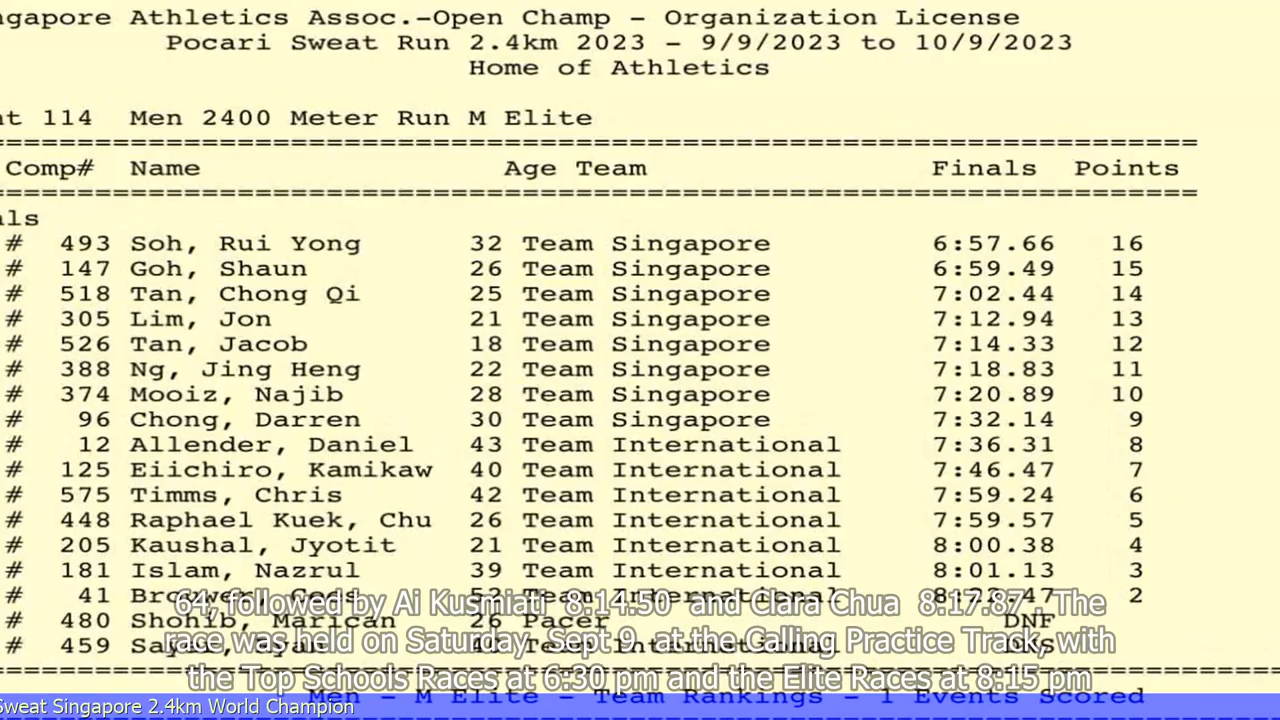 ngapore Athletics Assoc.-Open Champ - Organization License
Pocari Sweat Run 2.4km 2023 - 9/9/2023 to 10/9/2023
Home of Athletics
nt 114 Men 2400 Meter Run M Elite
Comp# Name Age Team Finals Points
als
# 493 Soh, Rui Yong 32 Team Singapore 6:57.66 16
# 147 Goh, Shaun 26 Team Singapore 6:59.49 15
# 518 Tan, Chong Qi 25 Team Singapore 7:02.44 14
# 305 Lim, Jon 21 Team Singapore 7:12.94 13
# 526 Tan, Jacob 18 Team Singapore 7:14.33 12
# 388 Ng, Jing Heng 22 Team Singapore 7:18.83 11
# 374 Mooiz, Najib 28 Team Singapore 7:20.89 10
# 96 Chong, Darren 30 Team Singapore 7:32.14 9
# 12 Allender, Daniel 43 Team International 7:36.31 8
# 125 Eiichiro, Kamikaw 40 Team International 7:46.47 7
# 575 Timms, Chris 42 Team International 7:59.24 6
# 448 Raphael Kuek, Chu 26 Team International 7:59.57 5
# 205 Kaushal, Jyotit 21 Team International 8:00.38 4
# 181 Islam, Nazrul 39 Team International 8:01.13 3
# 41 Team International 2
64, followed by Ai Kusmiati 8:14.50 and Clara Chua 8:17.87 . The
# 480 Shohib, Marican 26 Pacer DNF
race was held on Saturday, Sept 9, at the Calling Practice Track, with
# 459 Team International DNS
the Top Schools Races at 6:30 pm and the Elite Races at 8:15 pm
Men - M Elite - Team Rankings - 1 Events Scored
Sweat Singapore 2.4km World Champion